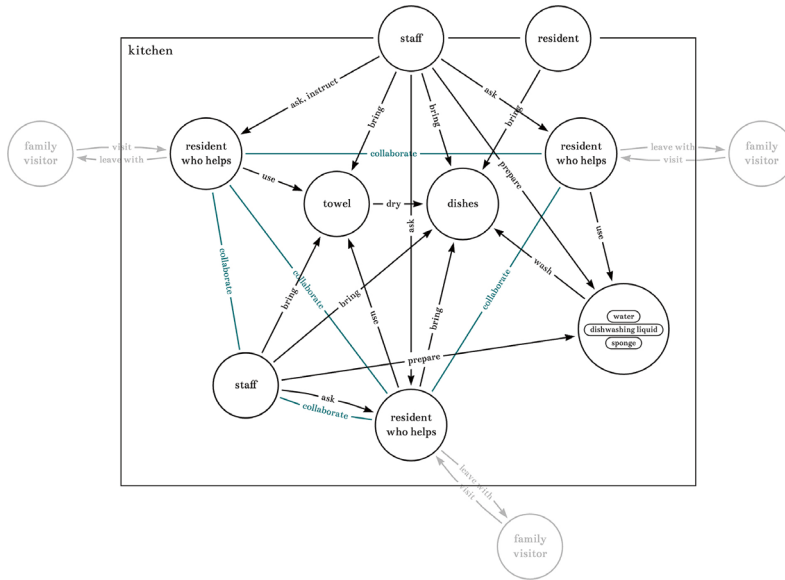 staff
resident
kitchen
ask, instruct
bring
bring
ask
bring
family
visitor
visit
leave with
resident
who helps
collaborate
resident
who helps
leave with
visit
family
visitor
use
prepare
towel
dry
dishes
ask
use
collaborate
collaborate
bring
bring
use
bring
collaborate
wash
water
dishwashing liquid
sponge
prepare
staff
ask
collaborate
resident
who helps
leave with
visit
family
visitor